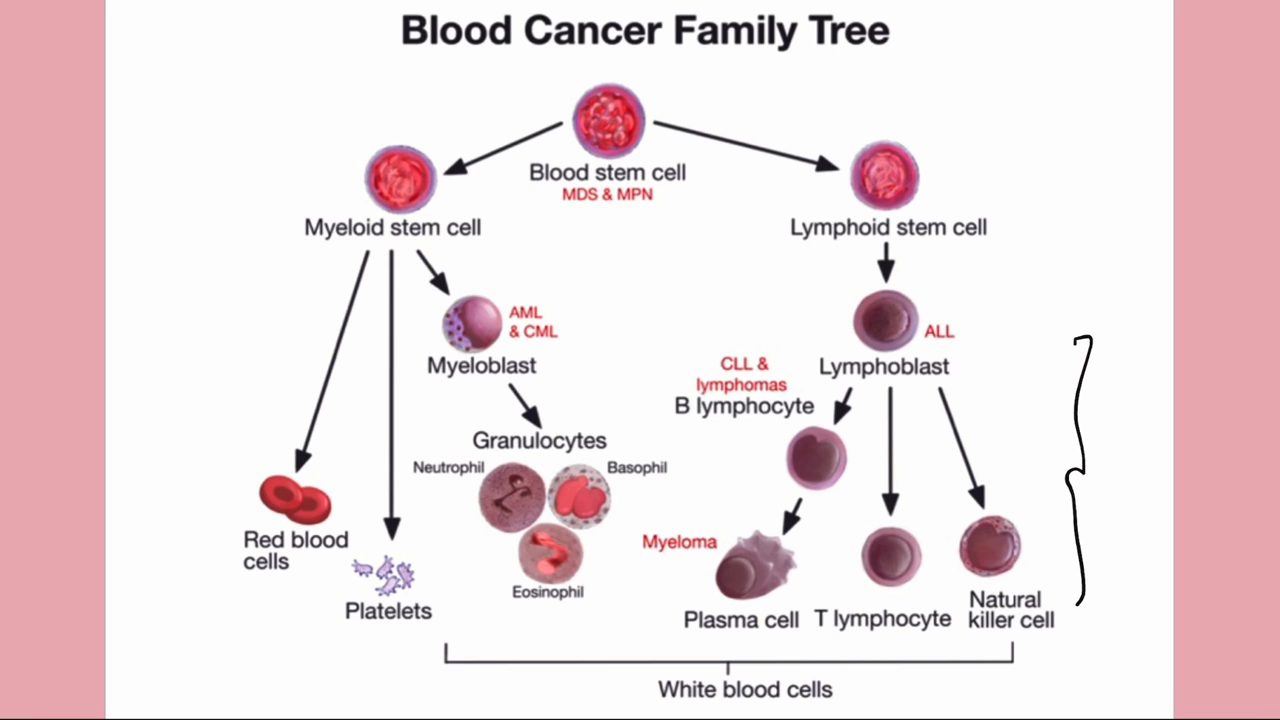 Blood Cancer Family Tree
Blood stem cell
MDS & MPN
Myeloid stem cell
Lymphoid stem cell
AML
& CML
Myeloblast
ALL
Lymphoblast
CLL &
lymphomas
B lymphocyte
Granulocytes
Neutrophil
Basophil
Eosinophil
Red blood
cells
Platelets
Myeloma
Plasma cell
T lymphocyte
Natural
killer cell
White blood cells